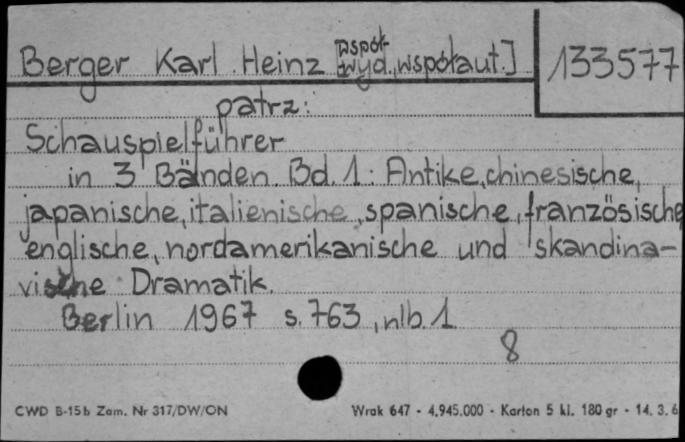 Berger Karl Heinz [współwyd., współaut.] 133577
patrz:
Schauspielführer
in 3 Bänden. Bd. 1: Antike, chinesische,
japanische, italienische, spanische, französische
englische, nordamerikanische und skandina-
vische Dramatik.
Berlin 1967 s. 763, nlb. 1
8
CWD B-15b Zam. Nr 317/DW/ON Wrak 647 - 4.945.000 - Karton 5 kl. 180 gr - 14. 3. 6